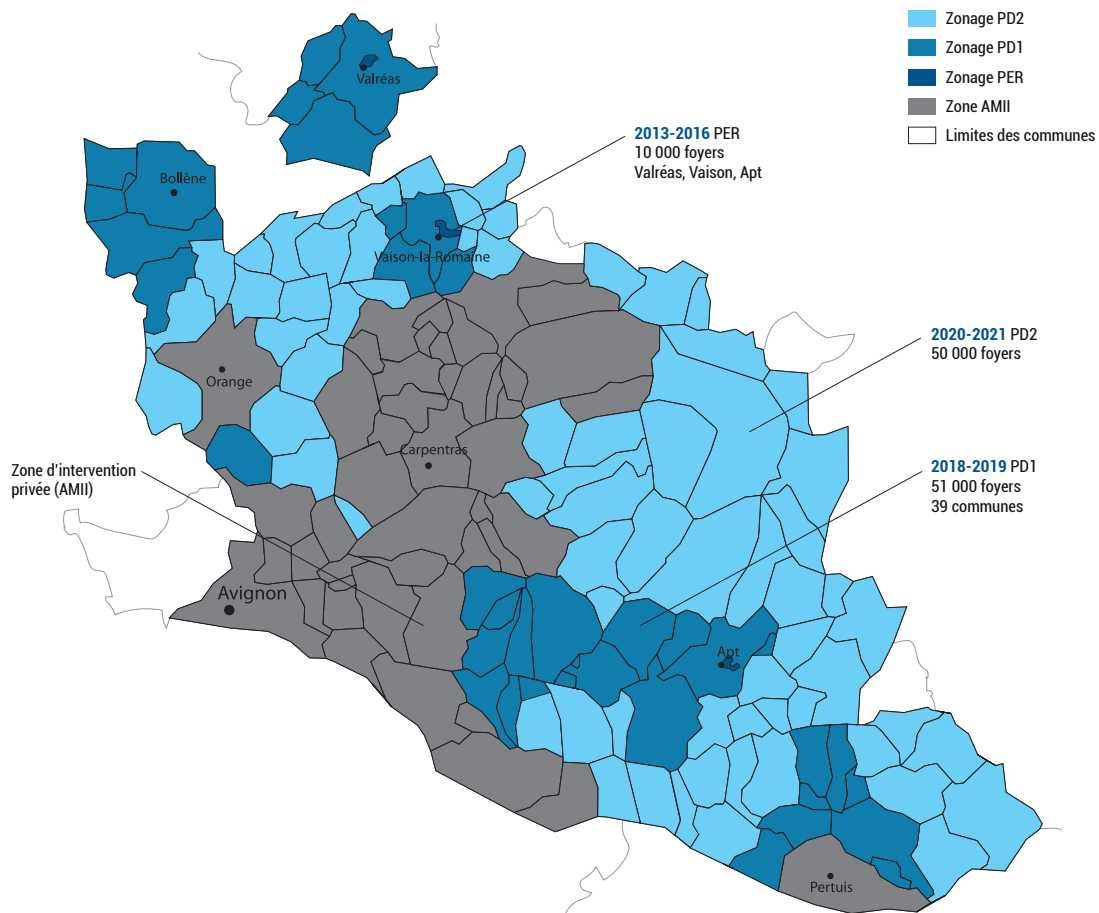 Zonage PD2
Zonage PD1
Zonage PER
Zone AMII
Limites des communes
Valréas
2013-2016 PER
10 000 foyers
Valréas, Vaison, Apt
Bollène
Vaison-la-Romaine
2020-2021 PD2
50 000 foyers
Orange
Carpentras
2018-2019 PD1
51 000 foyers
39 communes
Zone d'intervention
privée (AMII)
Avignon
Apt
Pertuis